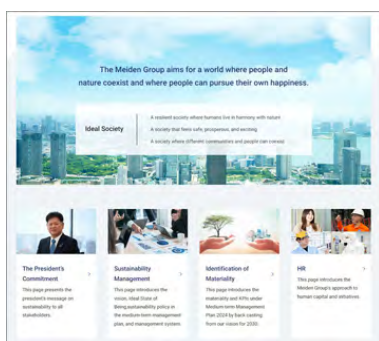 The Meiden Group aims for a world where people and
nature coexist and where people can pursue their own happiness.
Ideal Society
A resilient society where humans live in harmony with nature
A society that feels safe, prosperous, and exciting
A society where different communities and people can coexist
The President's
Commitment
This page presents the
president's message on
sustainability to all
stakeholders.
Sustainability
Management
This page introduces the
vision, Ideal State of
Being, sustainability policy in
the medium-term management
plan, and management system.
Identification of
Materiality
This page introduces the
materiality and KPIs under
Medium-term Management
Plan 2024 by back casting
from our vision for 2030.
HR
This page introduces the
Meiden Group's approach to
human capital and initiatives.